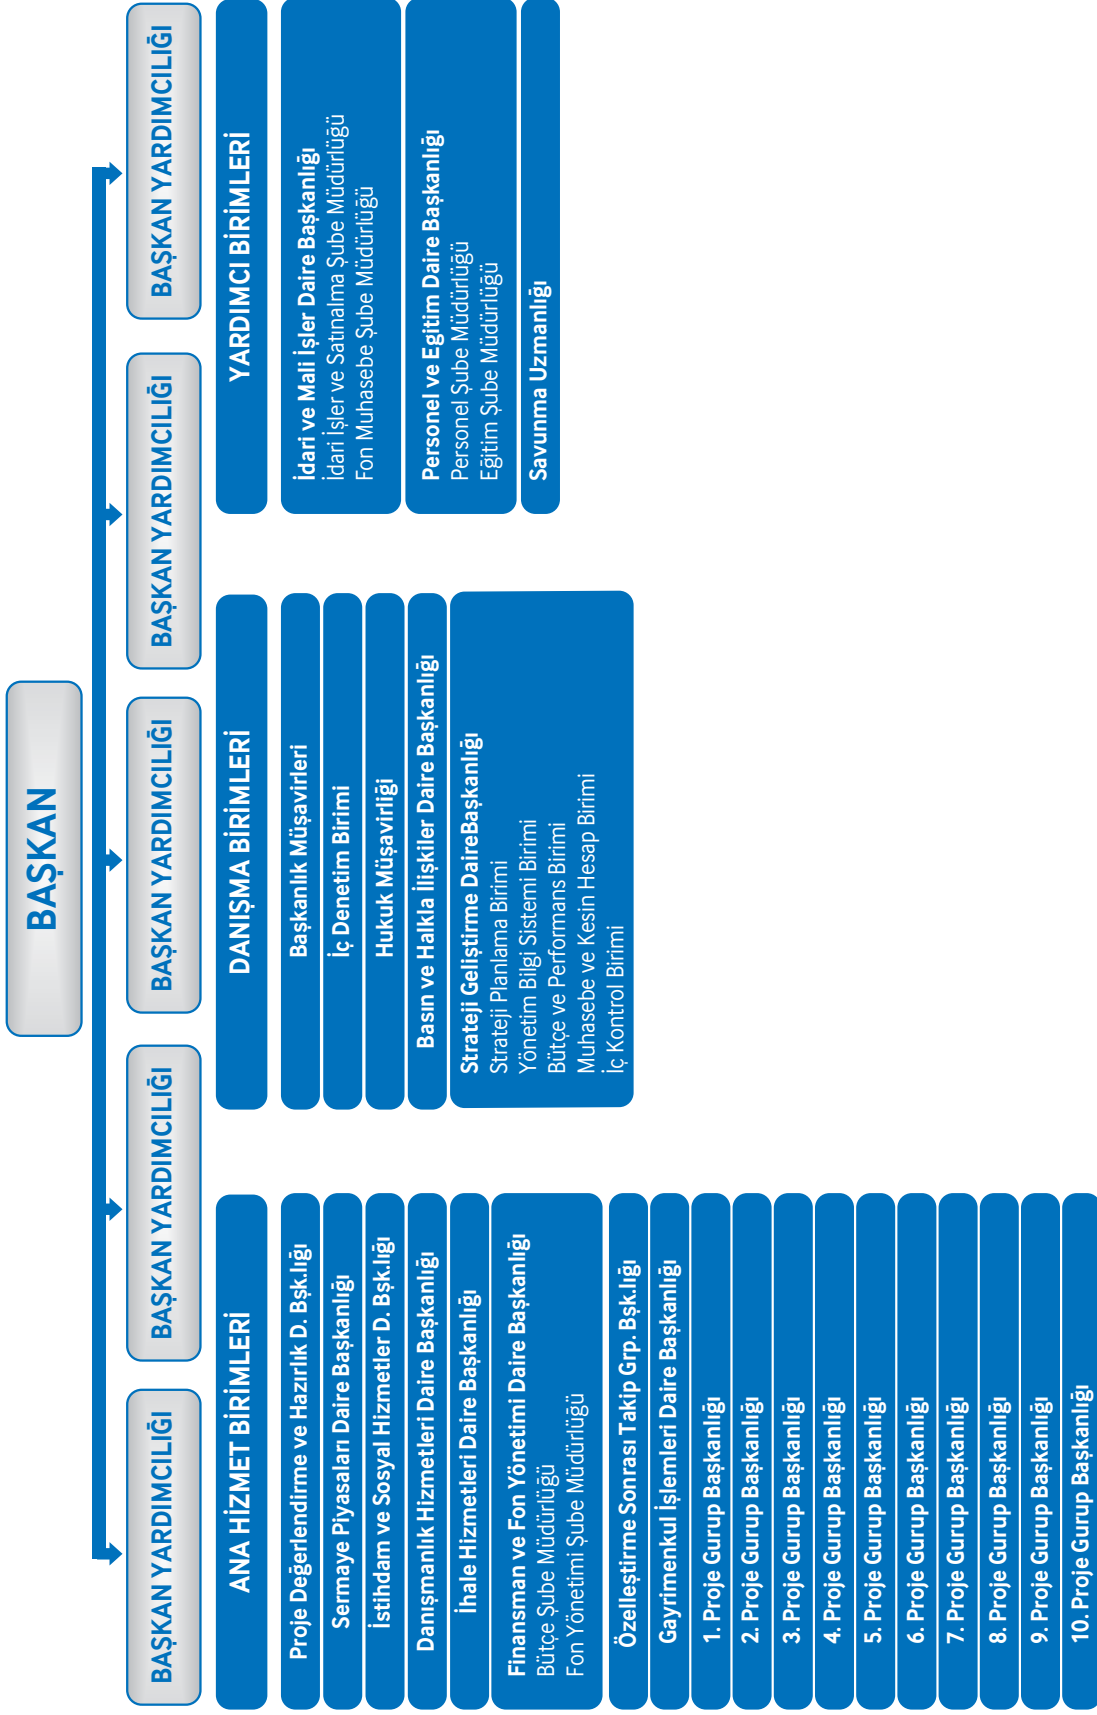 BAŞKAN
BAŞKAN YARDIMCILIĞI
BAŞKAN YARDIMCILIĞI
BAŞKAN YARDIMCILIĞI
BAŞKAN YARDIMCILIĞI
BAŞKAN YARDIMCILIĞI
ANA HİZMET BİRİMLERİ
Proje Değerlendirme ve Hazırlık D. Bşk.lığı
Sermaye Piyasaları Daire Başkanlığı
İstihdam ve Sosyal Hizmetler D. Bşk.lığı
Danışmanlık Hizmetleri Daire Başkanlığı
İhale Hizmetleri Daire Başkanlığı
Finansman ve Fon Yönetimi Daire Başkanlığı
Bütçe Şube Müdürlüğü
Fon Yönetimi Şube Müdürlüğü
Özelleştirme Sonrası Takip Grp. Bşk.lığı
Gayrimenkul İşlemleri Daire Başkanlığı
1. Proje Gurup Başkanlığı
2. Proje Gurup Başkanlığı
3. Proje Gurup Başkanlığı
4. Proje Gurup Başkanlığı
5. Proje Gurup Başkanlığı
6. Proje Gurup Başkanlığı
7. Proje Gurup Başkanlığı
8. Proje Gurup Başkanlığı
9. Proje Gurup Başkanlığı
10. Proje Gurup Başkanlığı
DANIŞMA BİRİMLERİ
Başkanlık Müşavirleri
İç Denetim Birimi
Hukuk Müşavirliği
Basın ve Halkla İlişkiler Daire Başkanlığı
Strateji Geliştirme DaireBaşkanlığı
Strateji Planlama Birimi
Yönetim Bilgi Sistemi Birimi
Bütçe ve Performans Birimi
Muhasebe ve Kesin Hesap Birimi
İç Kontrol Birimi
YARDIMCI BİRİMLERİ
İdari ve Mali İşler Daire Başkanlığı
İdari İşler ve Satınalma Şube Müdürlüğü
Fon Muhasebe Şube Müdürlüğü
Personel ve Egitim Daire Başkanlığı
Personel Şube Müdürlüğü
Eğitim Şube Müdürlüğü
Savunma Uzmanlığı